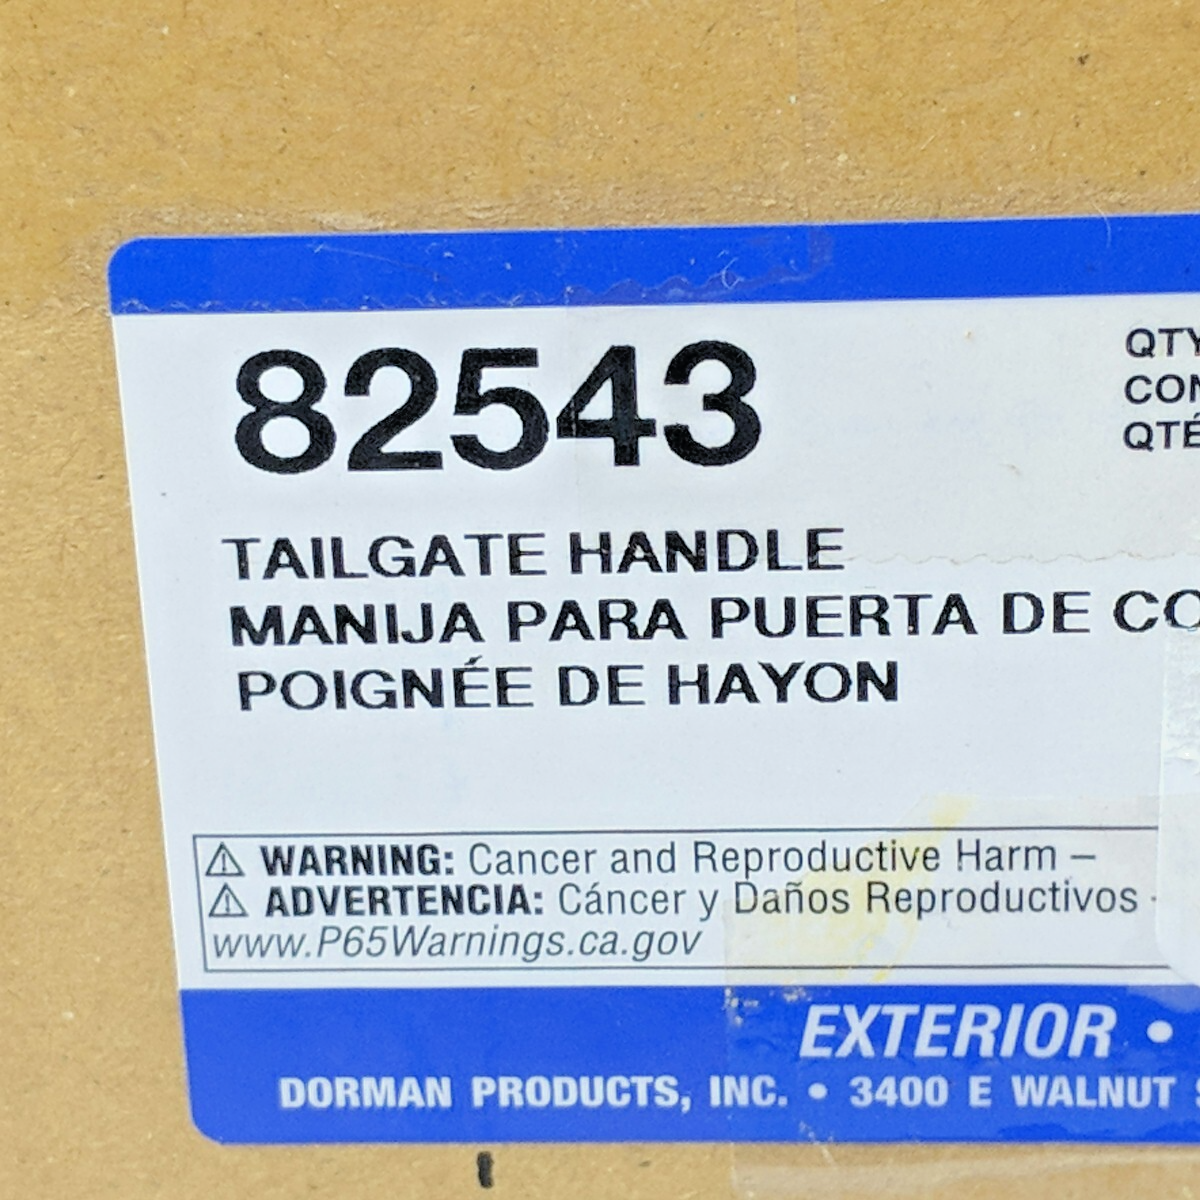 82543
QTY
CON
QTÉ
TAILGATE HANDLE
MANIJA PARA PUERTA DE CO
POIGNÉE DE HAYON
⚠ WARNING: Cancer and Reproductive Harm –
⚠ ADVERTENCIA: Cáncer y Daños Reproductivos -
www.P65Warnings.ca.gov
EXTERIOR •
DORMAN PRODUCTS, INC. • 3400 E WALNUT